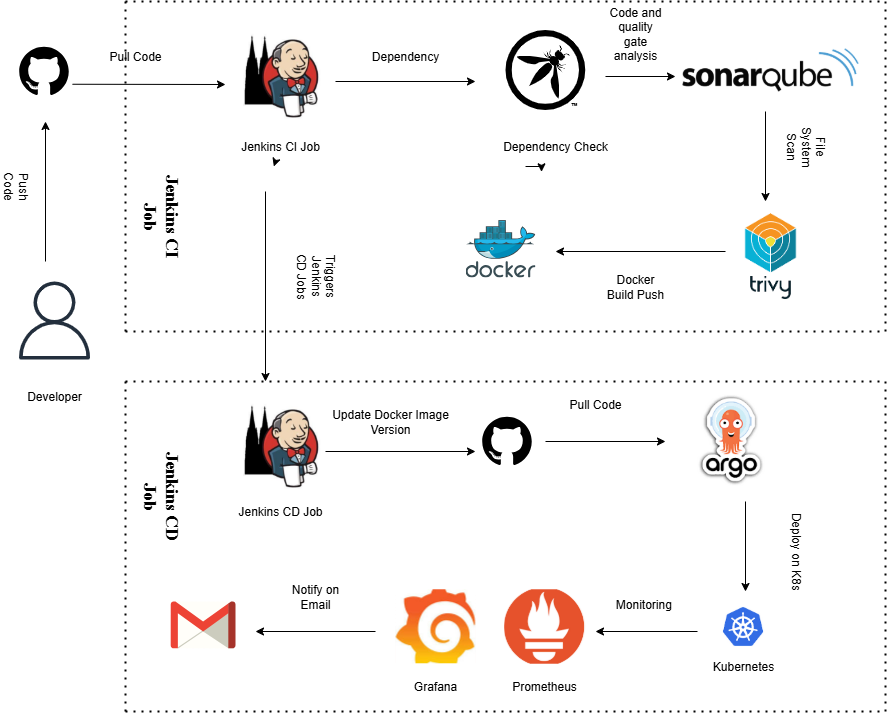 Code and
quality
gate
analysis
Pull Code
Dependency
sonarqube
TM
Jenkins CI Job
Dependency Check
File
System
Scan
Push
Code
Jenkins CI
Job
docker
trivy
Triggers
Jenkins
CD Jobs
Docker
Build Push
Developer
Update Docker Image
Version
Pull Code
argo
Jenkins CD
Job
Jenkins CD Job
Deploy on K8s
Notify on
Email
Monitoring
Kubernetes
Grafana
Prometheus